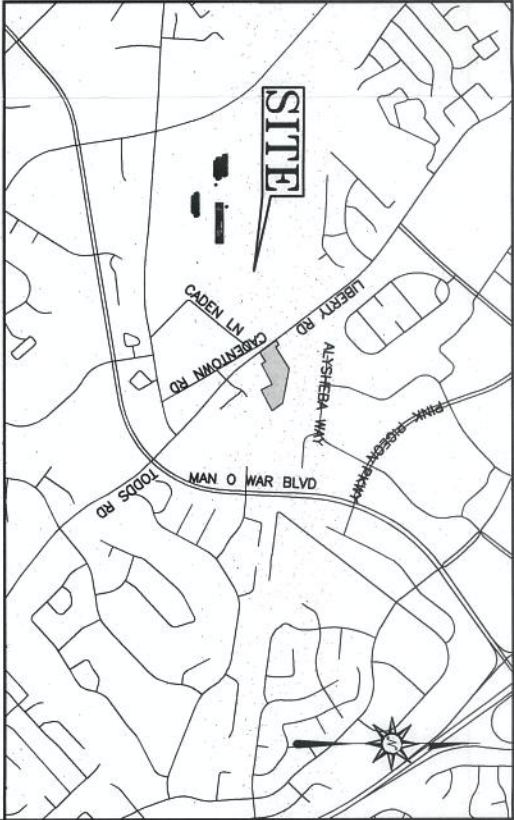 SITE
LIBERTY RD
CADEN LN
CADENTOWN RD
ALYSHEBA WAY
PINK PIGEON PKWY
MAN O WAR BLVD
TODDS RD
N